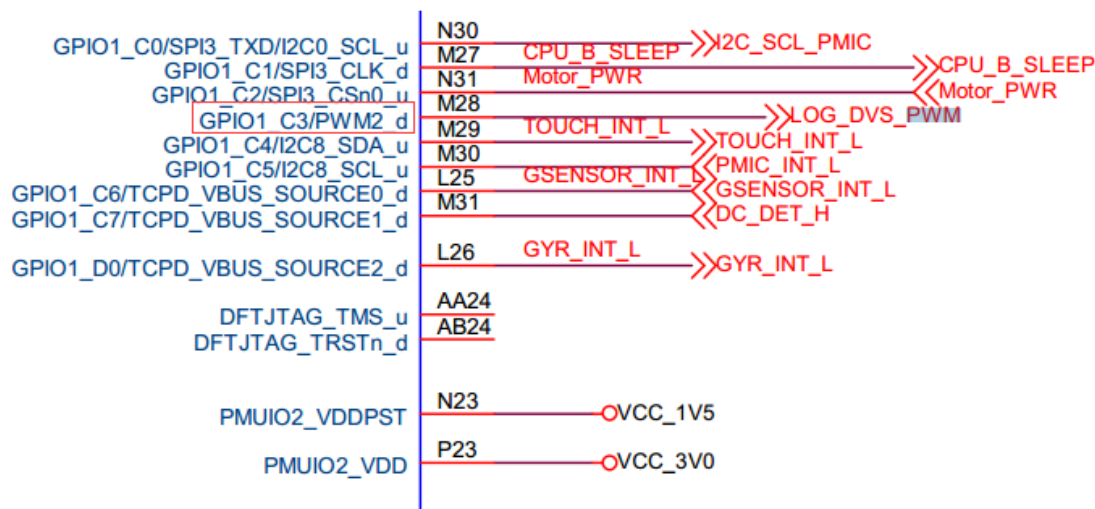 GPIO1_C0/SPI3_TXD/I2C0_SCL_u N30 I2C_SCL_PMIC
GPIO1_C1/SPI3_CLK_d M27 CPU_B_SLEEP CPU_B_SLEEP
GPIO1_C2/SPI3_CSn0_u N31 Motor_PWR Motor_PWR
GPIO1_C3/PWM2_d M28 LOG_DVS_PWM
GPIO1_C4/I2C8_SDA_u M29 TOUCH_INT_L TOUCH_INT_L
GPIO1_C5/I2C8_SCL_u M30 PMIC_INT_L
GPIO1_C6/TCPD_VBUS_SOURCE0_d L25 GSENSOR_INT_L GSENSOR_INT_L
GPIO1_C7/TCPD_VBUS_SOURCE1_d M31 DC_DET_H
GPIO1_D0/TCPD_VBUS_SOURCE2_d L26 GYR_INT_L GYR_INT_L
DFTJTAG_TMS_u AA24
DFTJTAG_TRSTn_d AB24
PMUIO2_VDDPST N23 VCC_1V5
PMUIO2_VDD P23 VCC_3V0